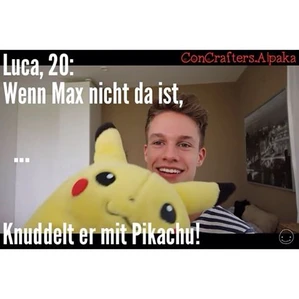 ConCrafters.Alpaka
Luca, 20:
Wenn Max nicht da ist,
...
Knuddelt er mit Pikachu!